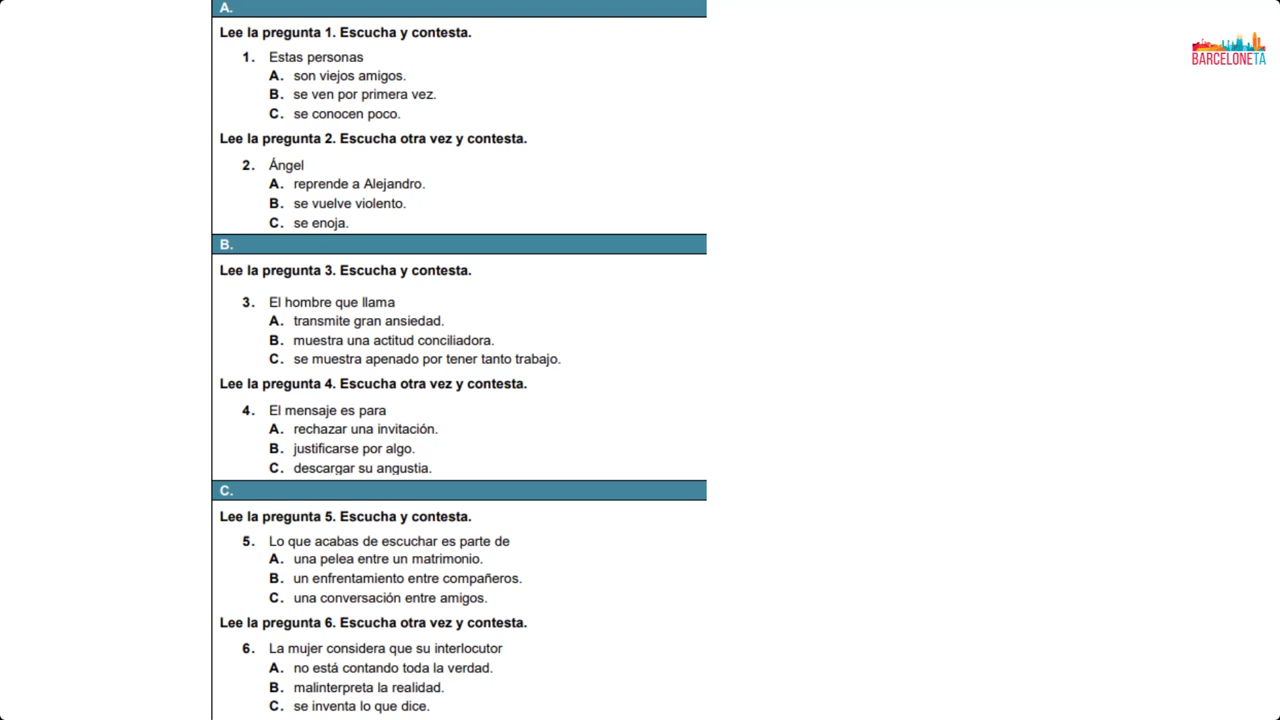 A.
BARCELONETA
Lee la pregunta 1. Escucha y contesta.
1. Estas personas
A. son viejos amigos.
B. se ven por primera vez.
C. se conocen poco.
Lee la pregunta 2. Escucha otra vez y contesta.
2. Ángel
A. reprende a Alejandro.
B. se vuelve violento.
C. se enoja.
B.
Lee la pregunta 3. Escucha y contesta.
3. El hombre que llama
A. transmite gran ansiedad.
B. muestra una actitud conciliadora.
C. se muestra apenado por tener tanto trabajo.
Lee la pregunta 4. Escucha otra vez y contesta.
4. El mensaje es para
A. rechazar una invitación.
B. justificarse por algo.
C. descargar su angustia.
C.
Lee la pregunta 5. Escucha y contesta.
5. Lo que acabas de escuchar es parte de
A. una pelea entre un matrimonio.
B. un enfrentamiento entre compañeros.
C. una conversación entre amigos.
Lee la pregunta 6. Escucha otra vez y contesta.
6. La mujer considera que su interlocutor
A. no está contando toda la verdad.
B. malinterpreta la realidad.
C. se inventa lo que dice.